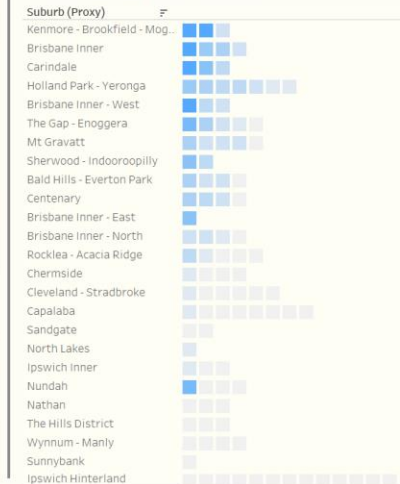 Suburb (Proxy)
Kenmore - Brookfield - Mog..
Brisbane Inner
Carindale
Holland Park - Yeronga
Brisbane Inner - West
The Gap - Enoggera
Mt Gravatt
Sherwood - Indooroopilly
Bald Hills - Everton Park
Centenary
Brisbane Inner - East
Brisbane Inner - North
Rocklea - Acacia Ridge
Chermside
Cleveland - Stradbroke
Capalaba
Sandgate
North Lakes
Ipswich Inner
Nundah
Nathan
The Hills District
Wynnum - Manly
Sunnybank
Ipswich Hinterland